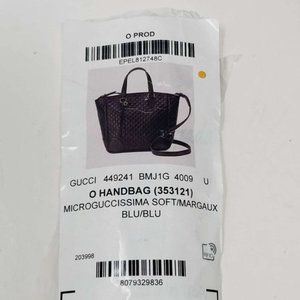 O PROD
EPEL812748C
GUCCI 449241 BMJ1G 4009 U
O HANDBAG (353121)
MICROGUCCISSIMA SOFT/MARGAUX
BLU/BLU
203998
8079329836